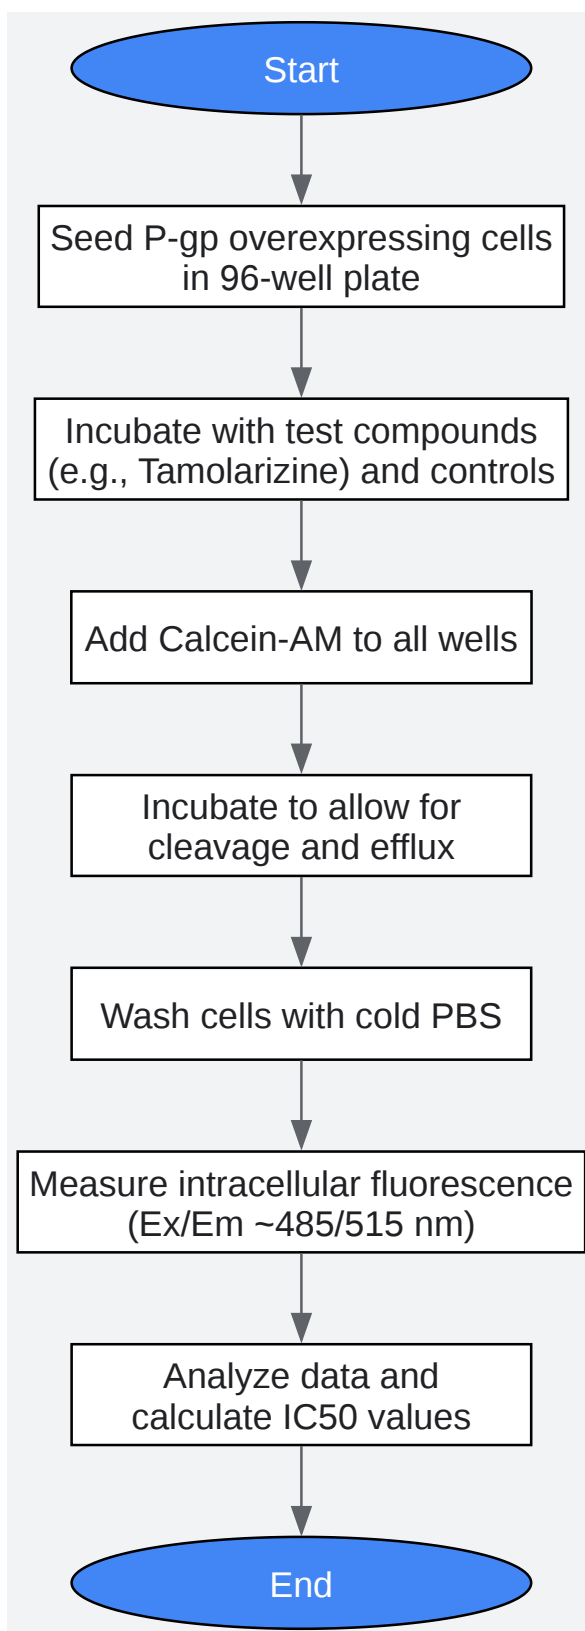 Start
Seed P-gp overexpressing cells
in 96-well plate
Incubate with test compounds
(e.g., Tamolarizine) and controls
Add Calcein-AM to all wells
Incubate to allow for
cleavage and efflux
Wash cells with cold PBS
Measure intracellular fluorescence
(Ex/Em ~485/515 nm)
Analyze data and
calculate IC50 values
End